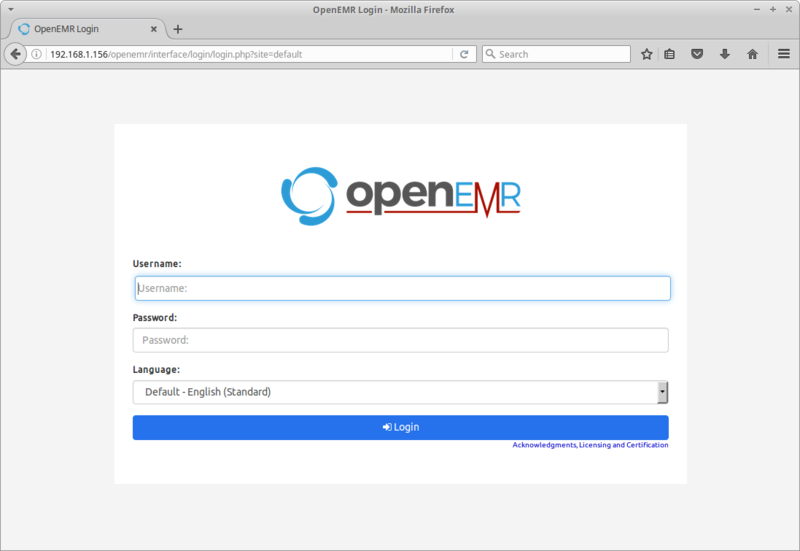 OpenEMR Login - Mozilla Firefox
OpenEMR Login
192.168.1.156/openemr/interface/login/login.php?site=default
Search
openEMR
Username:
Username:
Password:
Password:
Language:
Default - English (Standard)
Login
Acknowledgments, Licensing and Certification